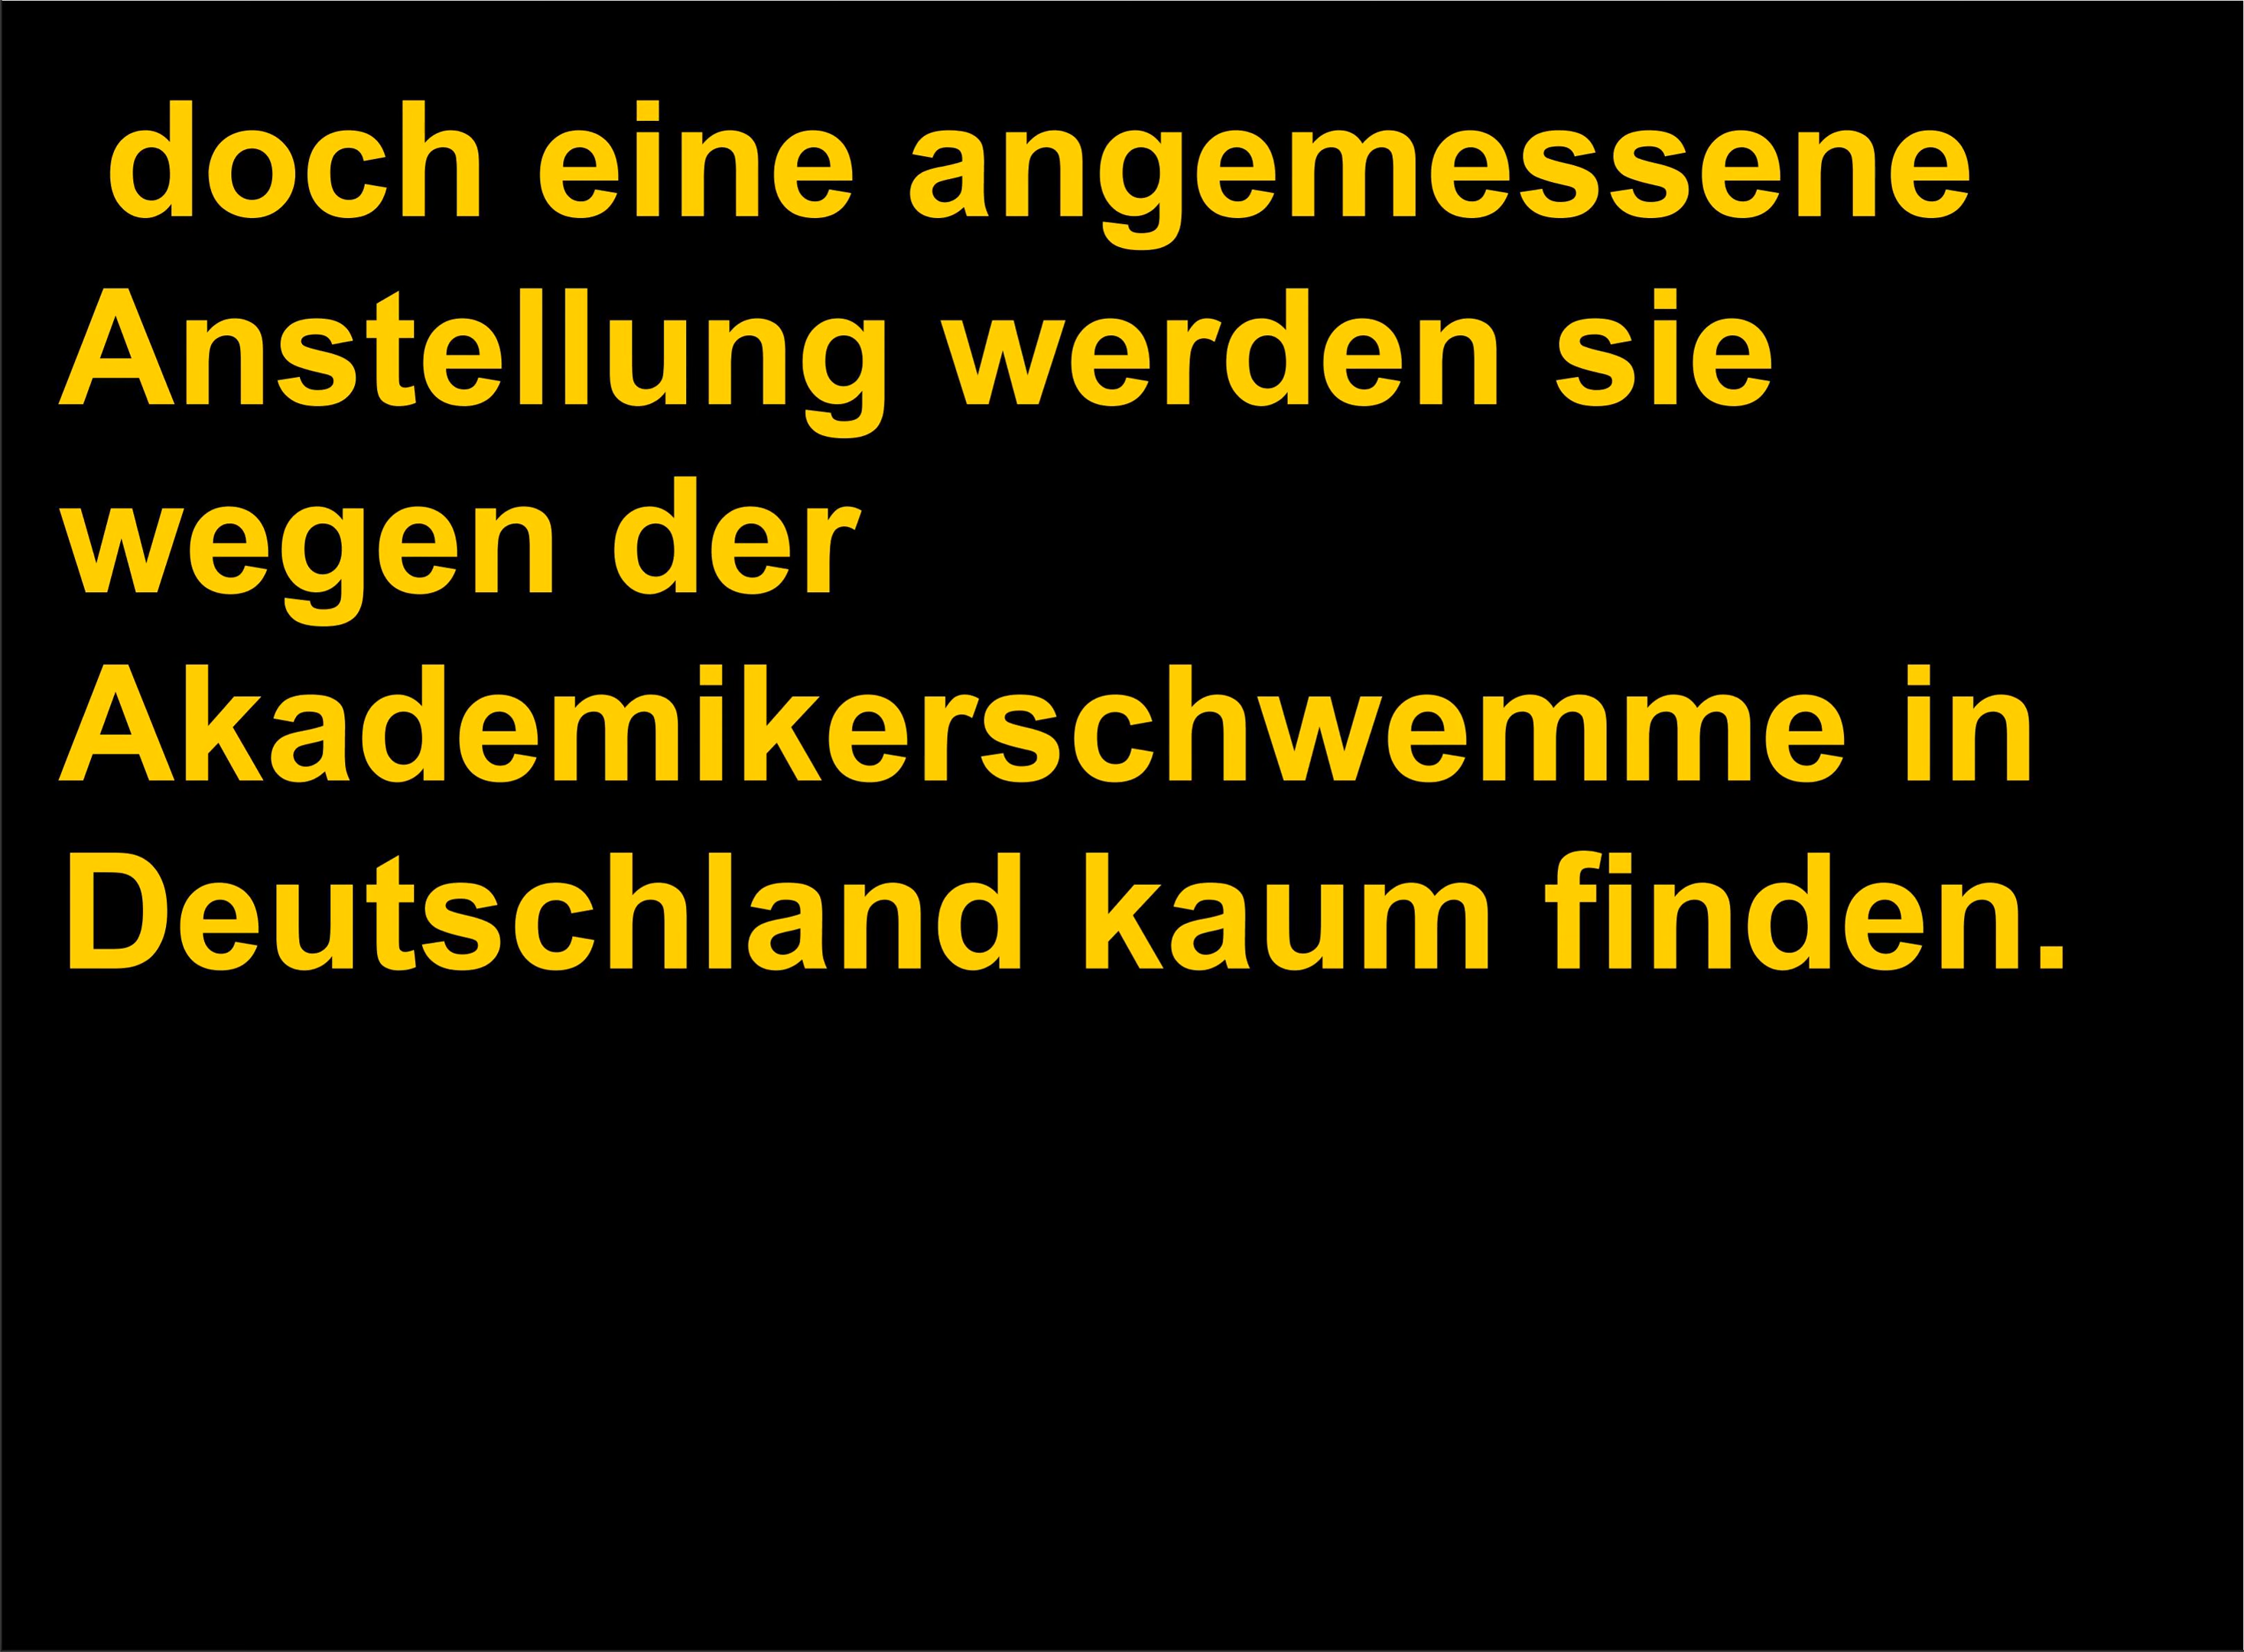 doch eine angemessene
Anstellung werden sie
wegen der
Akademikerschwemme in
Deutschland kaum finden.